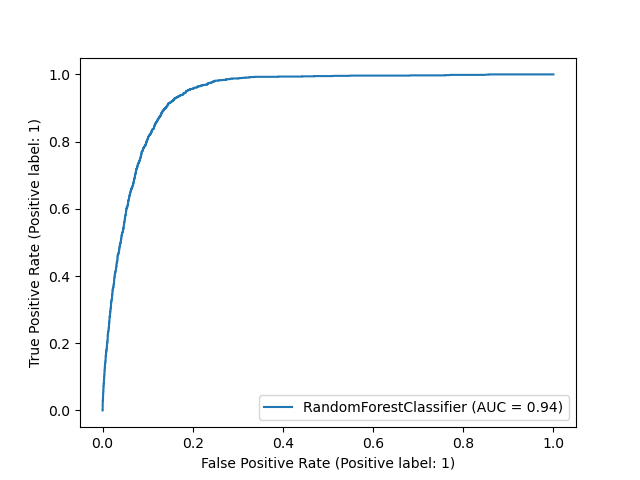 True Positive Rate (Positive label: 1)
1.0
0.8
0.6
0.4
0.2
0.0
RandomForestClassifier (AUC = 0.94)
0.0 0.2 0.4 0.6 0.8 1.0
False Positive Rate (Positive label: 1)